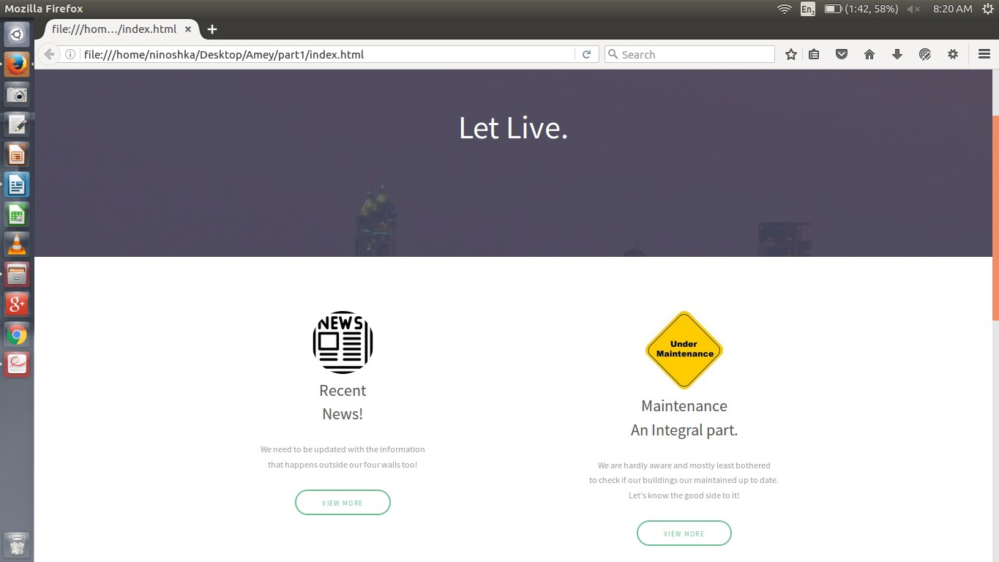 Mozilla Firefox
En2 (1:42, 58%) 8:20 AM
file:///hom…/index.html
file:///home/ninoshka/Desktop/Amey/part1/index.html
Search
Let Live.
NEWS
Recent
News!
We need to be updated with the information
that happens outside our four walls too!
VIEW MORE
Under
Maintenance
Maintenance
An Integral part.
We are hardly aware and mostly least bothered
to check if our buildings our maintained up to date.
Let's know the good side to it!
VIEW MORE